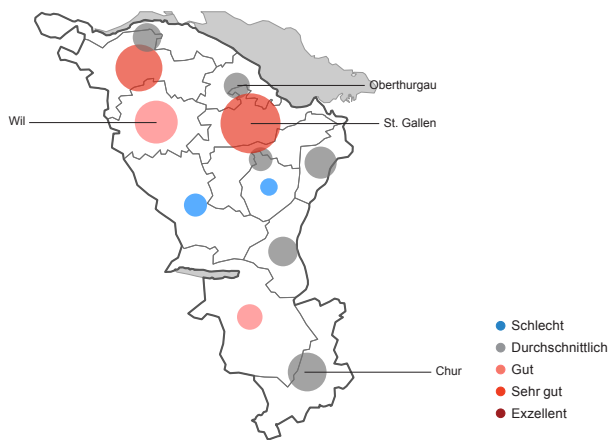 Oberthurgau
Wil
St. Gallen
Schlecht
Durchschnittlich
Gut
Chur
Sehr gut
Exzellent